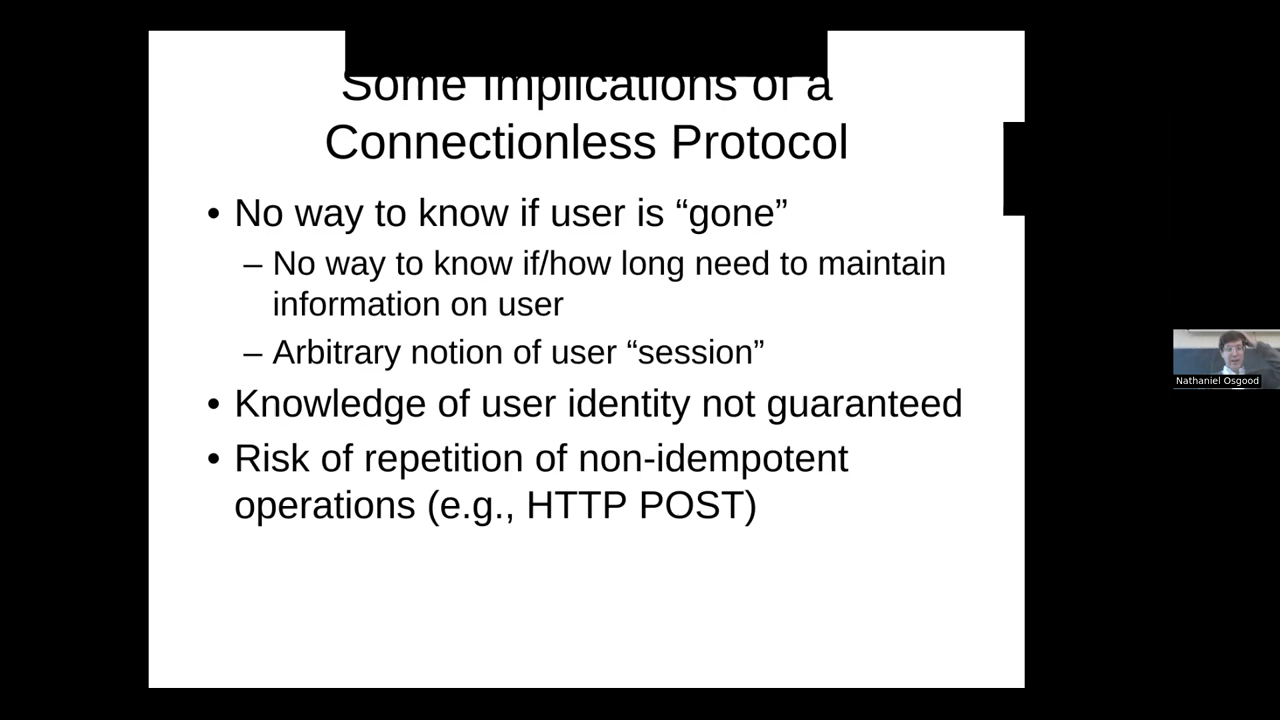 Some Implications of a
Connectionless Protocol
• No way to know if user is “gone”
– No way to know if/how long need to maintain
information on user
– Arbitrary notion of user “session”
• Knowledge of user identity not guaranteed
• Risk of repetition of non-idempotent
operations (e.g., HTTP POST)
Nathaniel Osgood